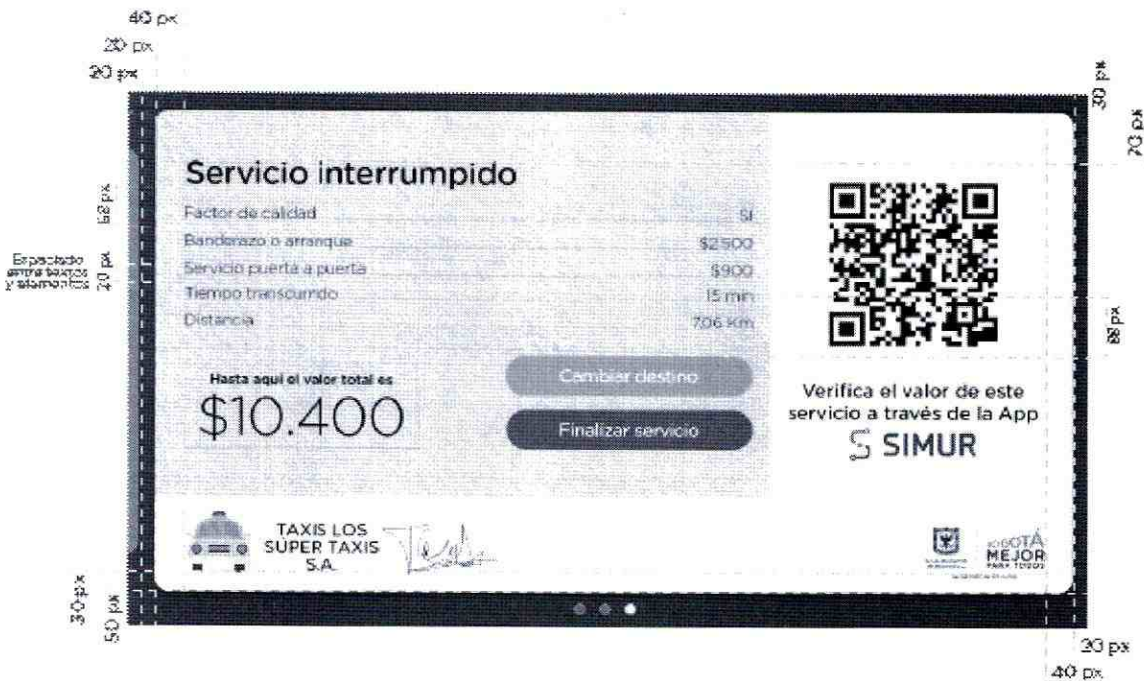 40 px
20 px
20 px
30 px
70 px
Servicio interrumpido
68 px
Factor de calidad SI
Banderazo o arranque $2500
Espaciado
entre textos
y elementos
20 px
Servicio puerta a puerta $900
Tiempo transcurrido 15 min
Distancia 7,06 Km
88 px
Hasta aquí el valor total es
$10.400
Cambiar destino
Finalizar servicio
Verifica el valor de este
servicio a través de la App
SIMUR
TAXIS LOS
SÚPER TAXIS
S.A.
BOGOTÁ
MEJOR
PARA TODOS
30 px
50 px
20 px
40 px